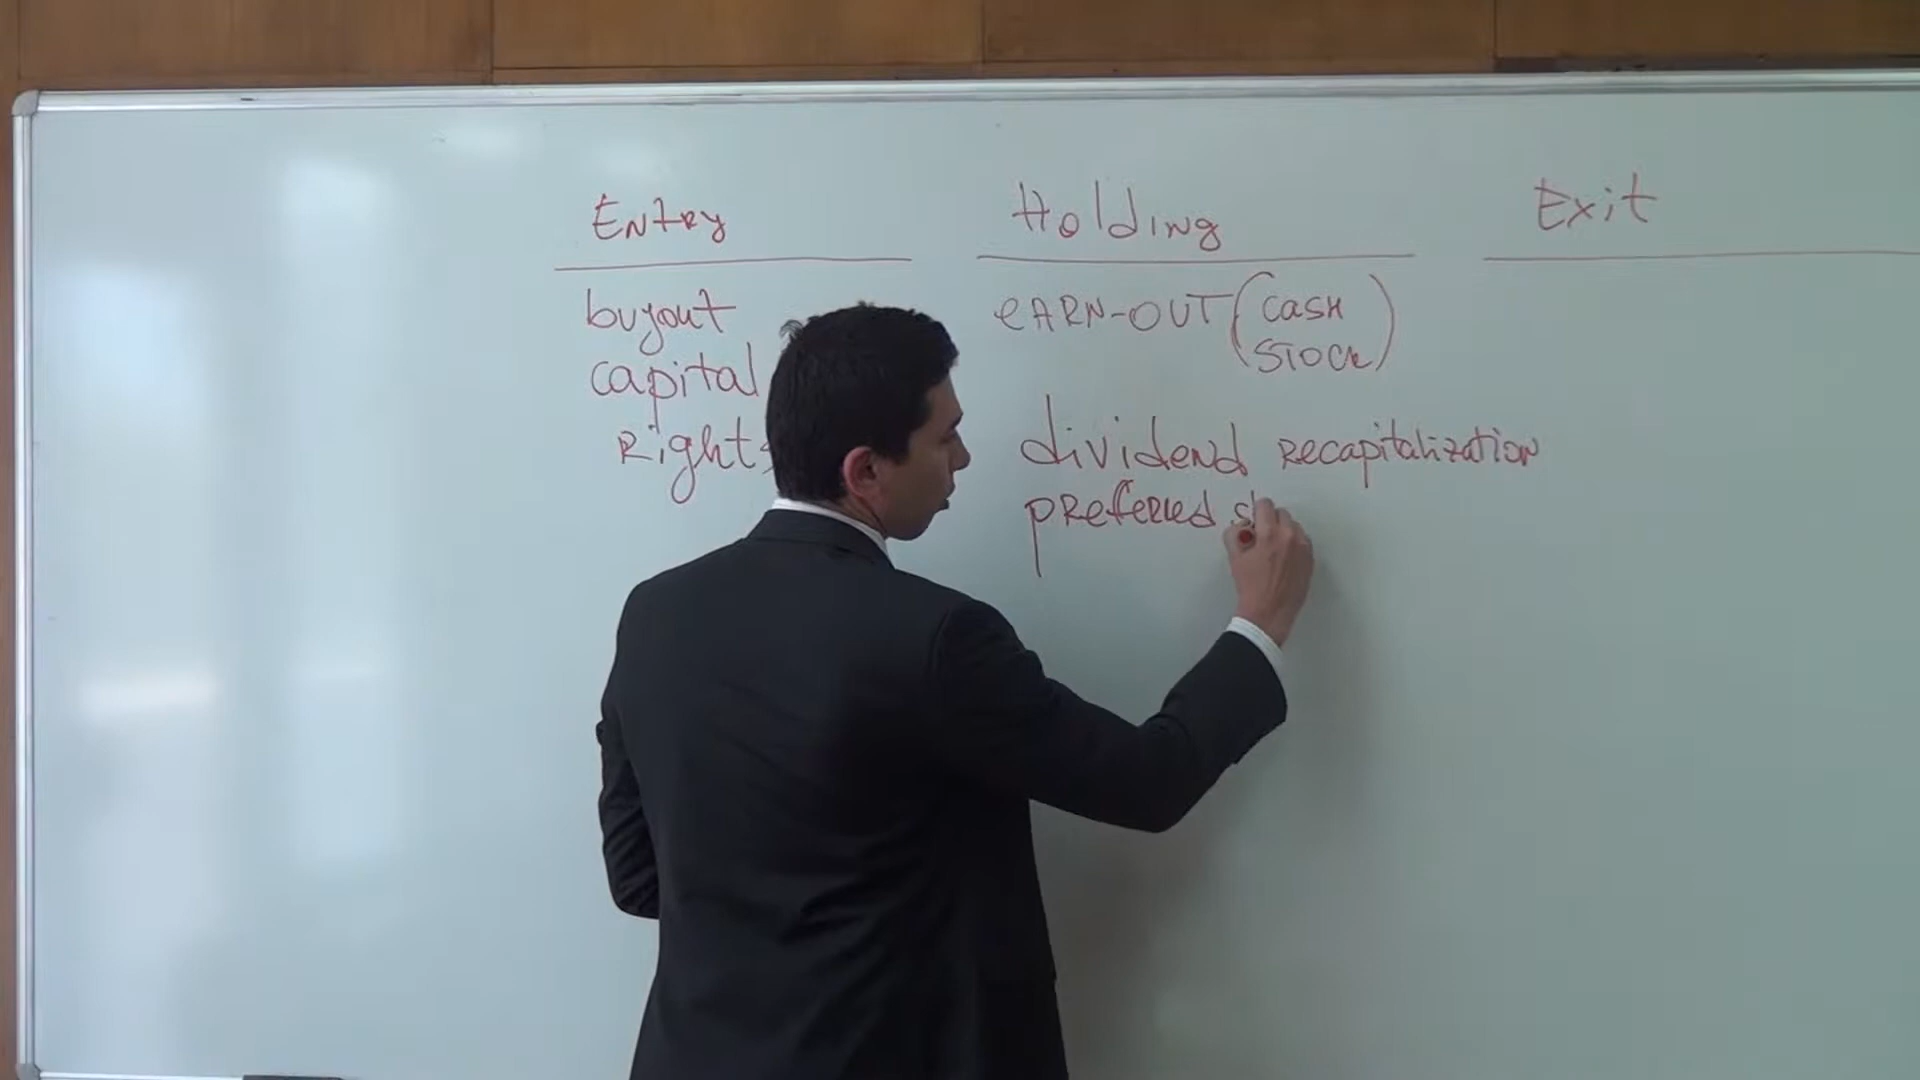 Entry
Holding
Exit
buyout
capital
Rights
eARN-OUT (cash
stock)
dividend recapitalization
preferred